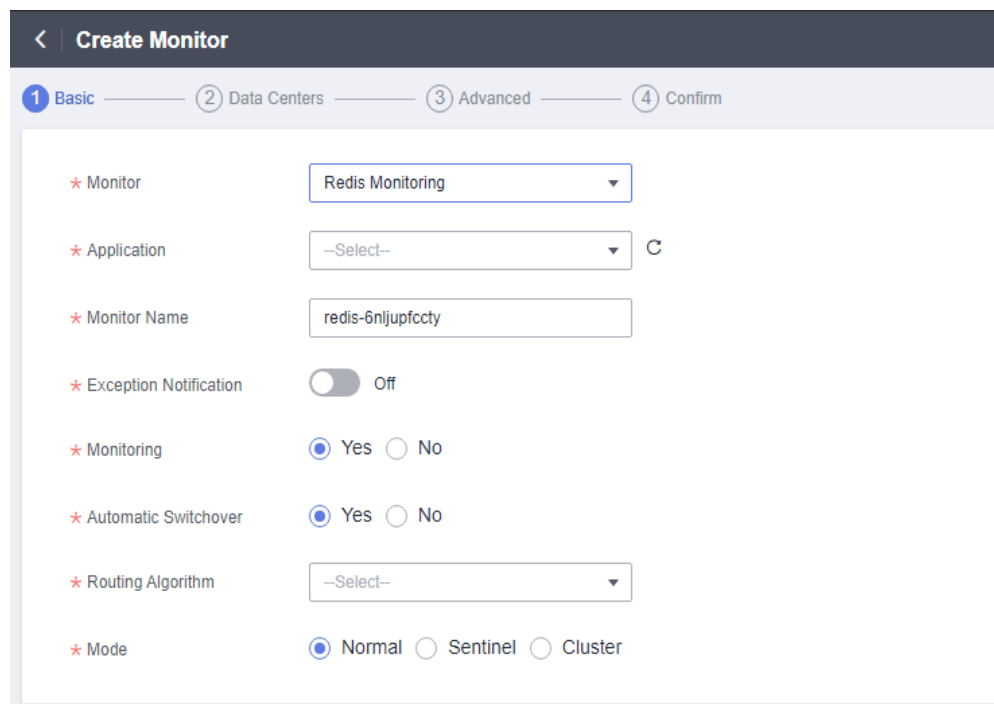 Create Monitor
1 Basic 2 Data Centers 3 Advanced 4 Confirm
* Monitor Redis Monitoring
* Application --Select--
* Monitor Name redis-6nljupfccty
* Exception Notification Off
* Monitoring Yes No
* Automatic Switchover Yes No
* Routing Algorithm --Select--
* Mode Normal Sentinel Cluster